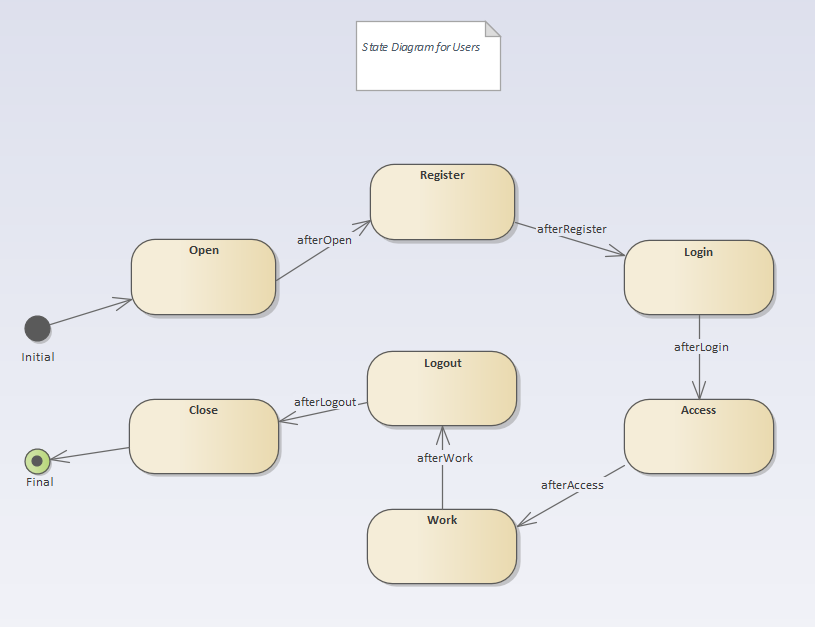 State Diagram for Users
Register
afterOpen
afterRegister
Open
Login
Initial
afterLogin
Logout
afterLogout
Close
Access
Final
afterWork
afterAccess
Work